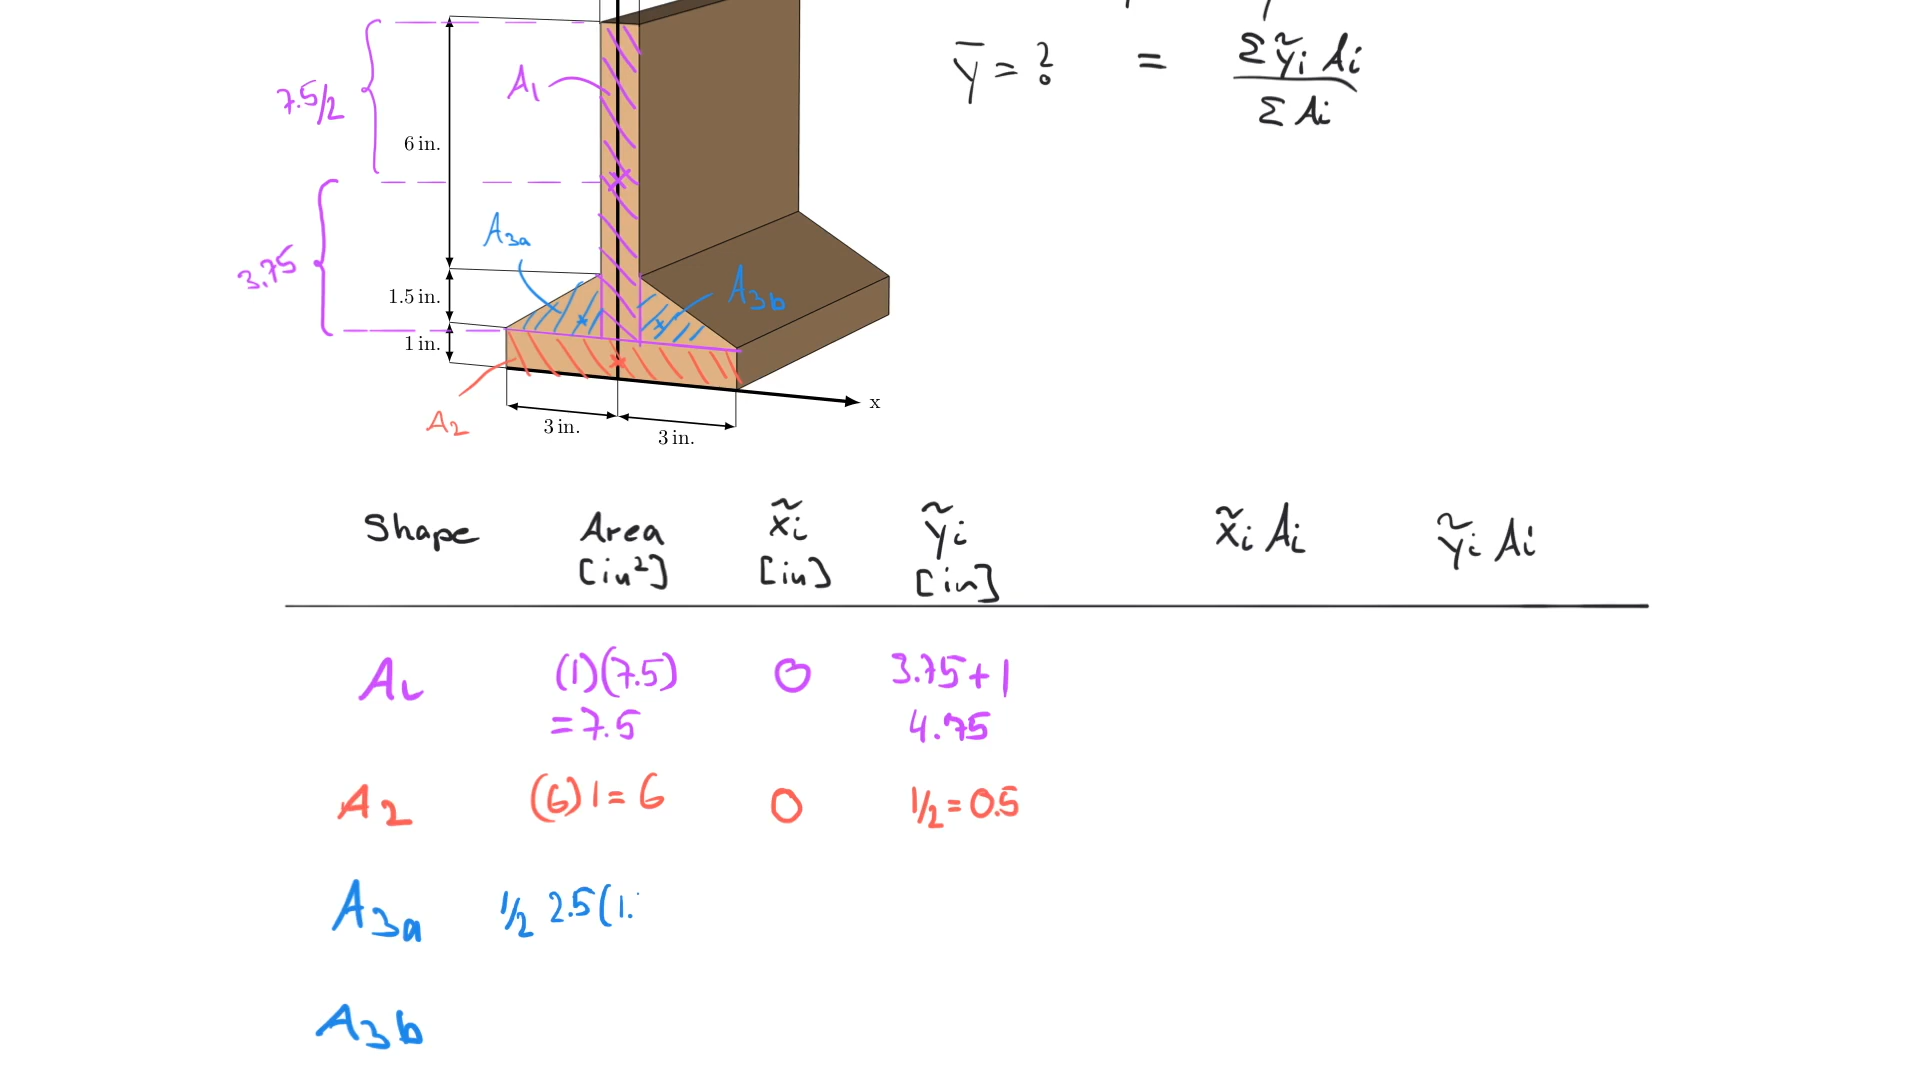 ȳ = ? = Σ ỹi Ai / Σ Ai
7.5/2
A1
6 in.
A3a
3.75
A3b
1.5 in.
1 in.
x
A2
3 in.
3 in.
Shape Area x̃i ỹi x̃i Ai ỹi Ai
[in²] [in] [in]
A1 (1)(7.5) 0 3.75+1
=7.5 4.75
A2 (6)1=6 0 1/2=0.5
A3a 1/2 2.5(1.
A3b